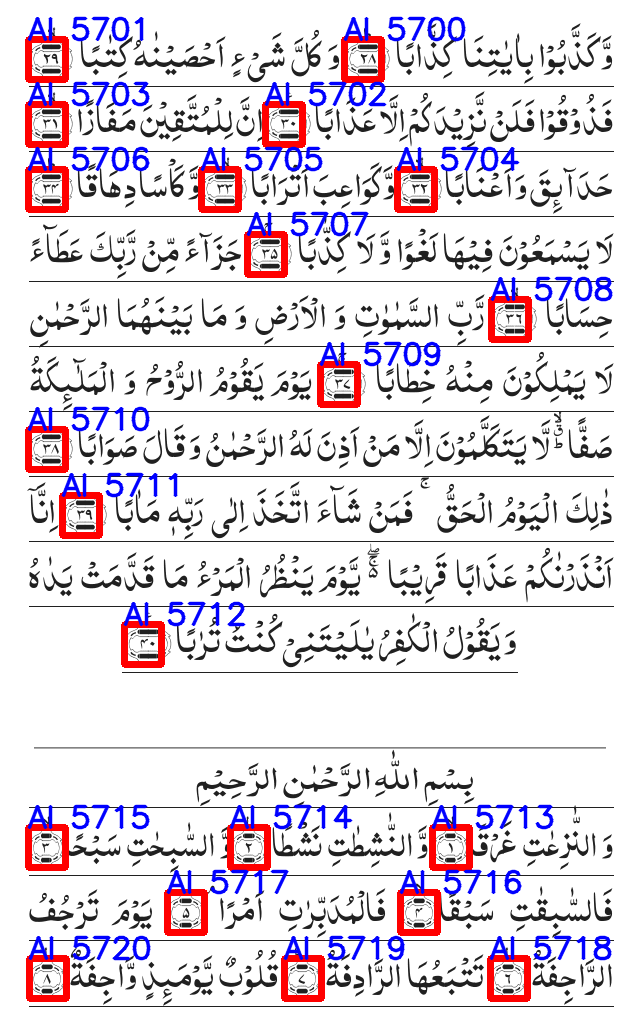 AI 5701 AI 5700
وَّكَذَّبُوْا بِاٰيٰتِنَا كِذَّابًا ۝٢٨ وَ كُلَّ شَىْءٍ اَحْصَيْنٰهُ كِتٰبًا ۝٢٩
AI 5703 AI 5702
فَذُوْقُوْا فَلَنْ نَّزِيْدَكُمْ اِلَّا عَذَابًا ۝٣٠ اِنَّ لِلْمُتَّقِيْنَ مَفَازًا ۝٣١
AI 5706 AI 5705 AI 5704
حَدَآئِقَ وَ اَعْنَابًا ۝٣٢ وَّ كَوَاعِبَ اَتْرَابًا ۝٣٣ وَّ كَاْسًا دِهَاقًا ۝٣٤
AI 5707
لَا يَسْمَعُوْنَ فِيْهَا لَغْوًا وَّ لَا كِذّٰبًا ۝٣٥ جَزَآءً مِّنْ رَّبِّكَ عَطَآءً
AI 5708
حِسَابًا ۝٣٦ رَّبِّ السَّمٰوٰتِ وَ الْاَرْضِ وَ مَا بَيْنَهُمَا الرَّحْمٰنِ
AI 5709
لَا يَمْلِكُوْنَ مِنْهُ خِطَابًا ۝٣٧ يَوْمَ يَقُوْمُ الرُّوْحُ وَ الْمَلٰٓئِكَةُ
AI 5710
صَفًّا ۙۗ لَّا يَتَكَلَّمُوْنَ اِلَّا مَنْ اَذِنَ لَهُ الرَّحْمٰنُ وَ قَالَ صَوَابًا ۝٣٨
AI 5711
ذٰلِكَ الْيَوْمُ الْحَقُّ ۚ فَمَنْ شَآءَ اتَّخَذَ اِلٰى رَبِّهٖ مَاٰبًا ۝٣٩ اِنَّآ
اَنْذَرْنٰكُمْ عَذَابًا قَرِيْبًا ۖۚ يَّوْمَ يَنْظُرُ الْمَرْءُ مَا قَدَّمَتْ يَدٰهُ
AI 5712
وَ يَقُوْلُ الْكٰفِرُ يٰلَيْتَنِىْ كُنْتُ تُرٰبًا ۝٤٠
بِسْمِ اللّٰهِ الرَّحْمٰنِ الرَّحِيْمِ
AI 5715 AI 5714 AI 5713
وَ النّٰزِعٰتِ غَرْقًا ۝١ وَّ النّٰشِطٰتِ نَشْطًا ۝٢ وَّ السّٰبِحٰتِ سَبْحًا ۝٣
AI 5717 AI 5716
فَالسّٰبِقٰتِ سَبْقًا ۝٤ فَالْمُدَبِّرٰتِ اَمْرًا ۝٥ يَوْمَ تَرْجُفُ
AI 5720 AI 5719 AI 5718
الرَّاجِفَةُ ۝٦ تَتْبَعُهَا الرَّادِفَةُ ۝٧ قُلُوْبٌ يَّوْمَئِذٍ وَّاجِفَةٌ ۝٨